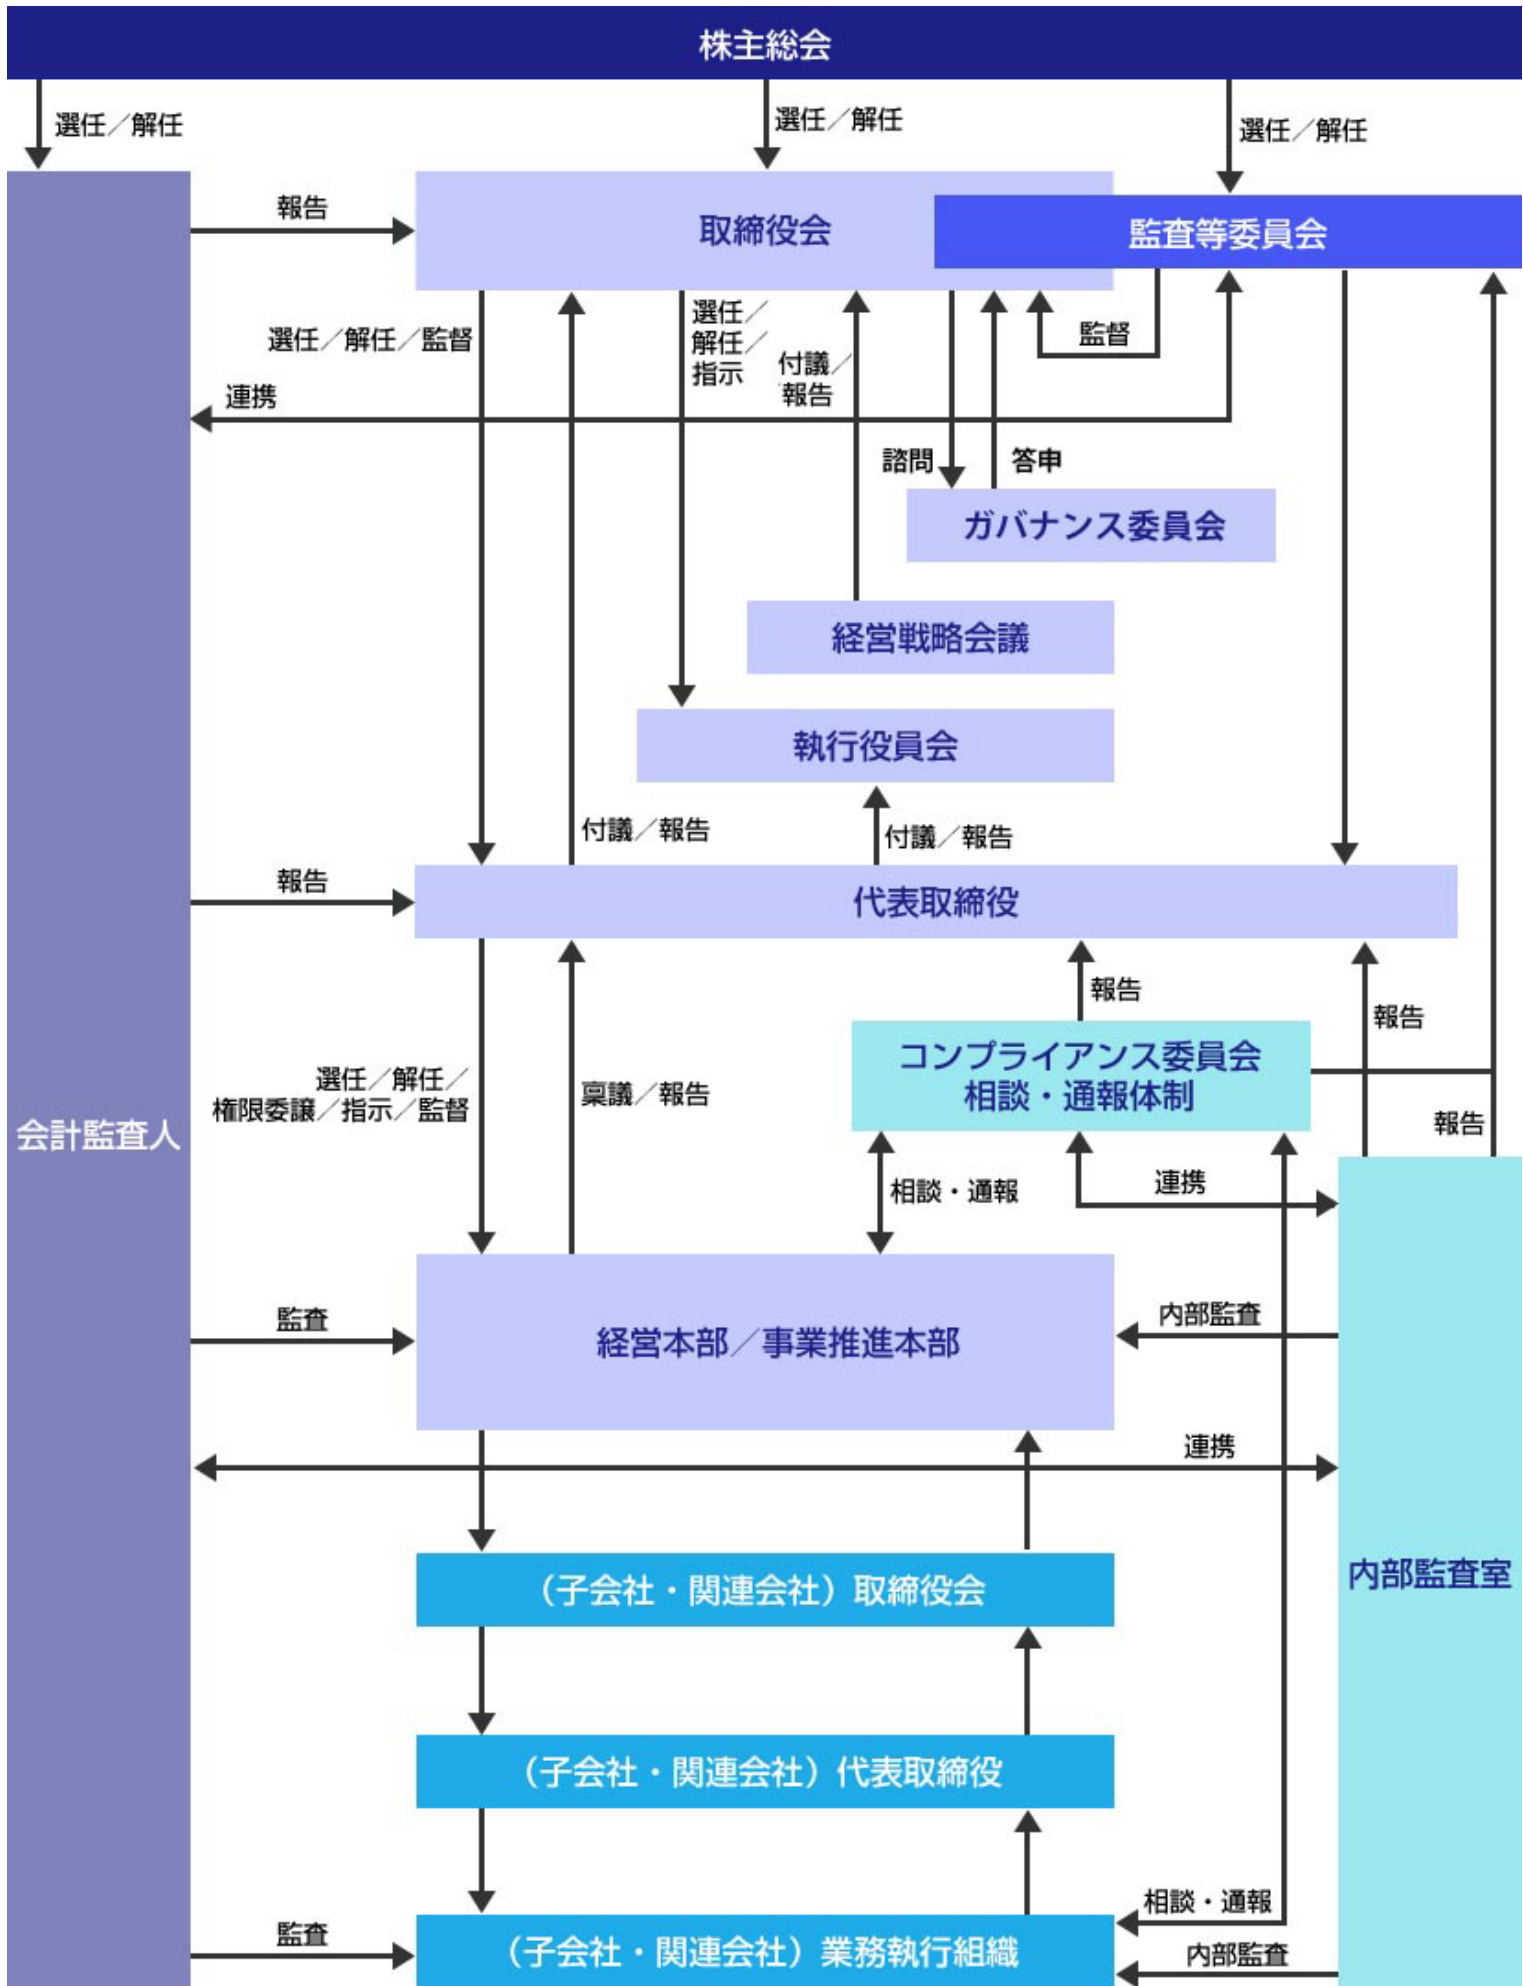 株主総会
選任／解任
選任／解任
選任／解任
報告
取締役会
監査等委員会
選任／解任／監督
選任／
解任／
指示
付議／
報告
監督
連携
諮問
答申
ガバナンス委員会
経営戦略会議
執行役員会
付議／報告
付議／報告
報告
代表取締役
報告
報告
コンプライアンス委員会
相談・通報体制
選任／解任／
権限委譲／指示／監督
稟議／報告
会計監査人
報告
相談・通報
連携
監査
経営本部／事業推進本部
内部監査
連携
（子会社・関連会社）取締役会
内部監査室
（子会社・関連会社）代表取締役
相談・通報
監査
（子会社・関連会社）業務執行組織
内部監査